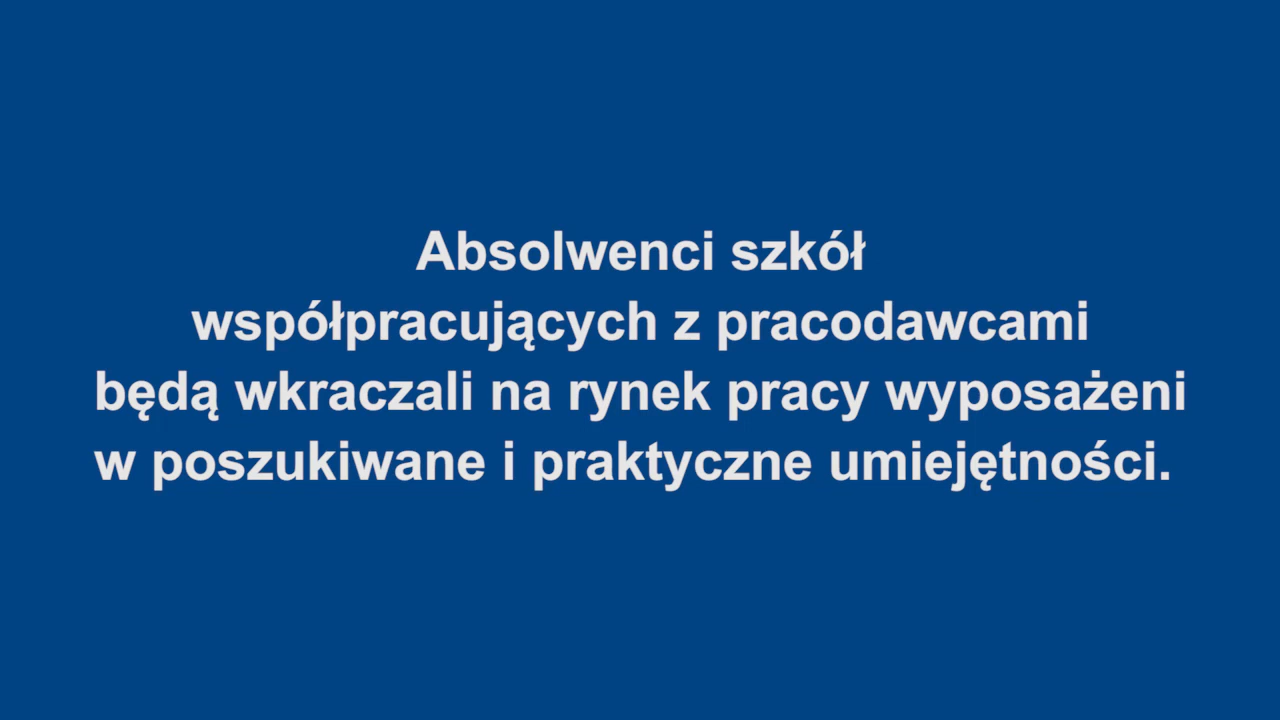 Absolwenci szkół
współpracujących z pracodawcami
będą wkraczali na rynek pracy wyposażeni
w poszukiwane i praktyczne umiejętności.